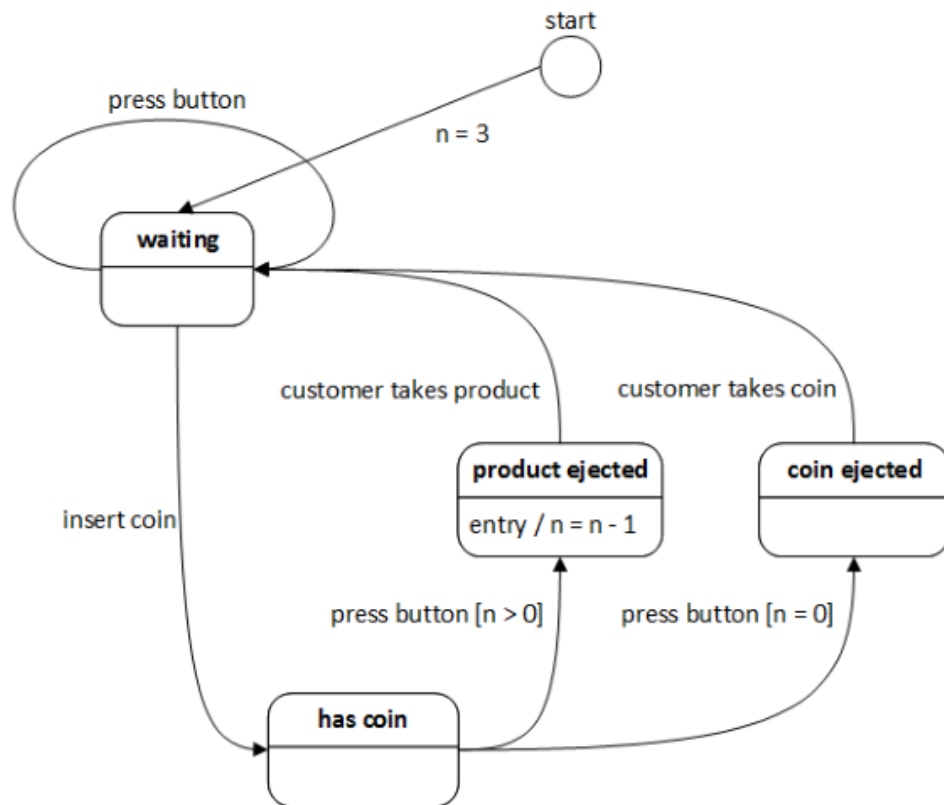 start
press button
n = 3
waiting
customer takes product
customer takes coin
product ejected
coin ejected
insert coin
entry / n = n - 1
press button [n > 0]
press button [n = 0]
has coin